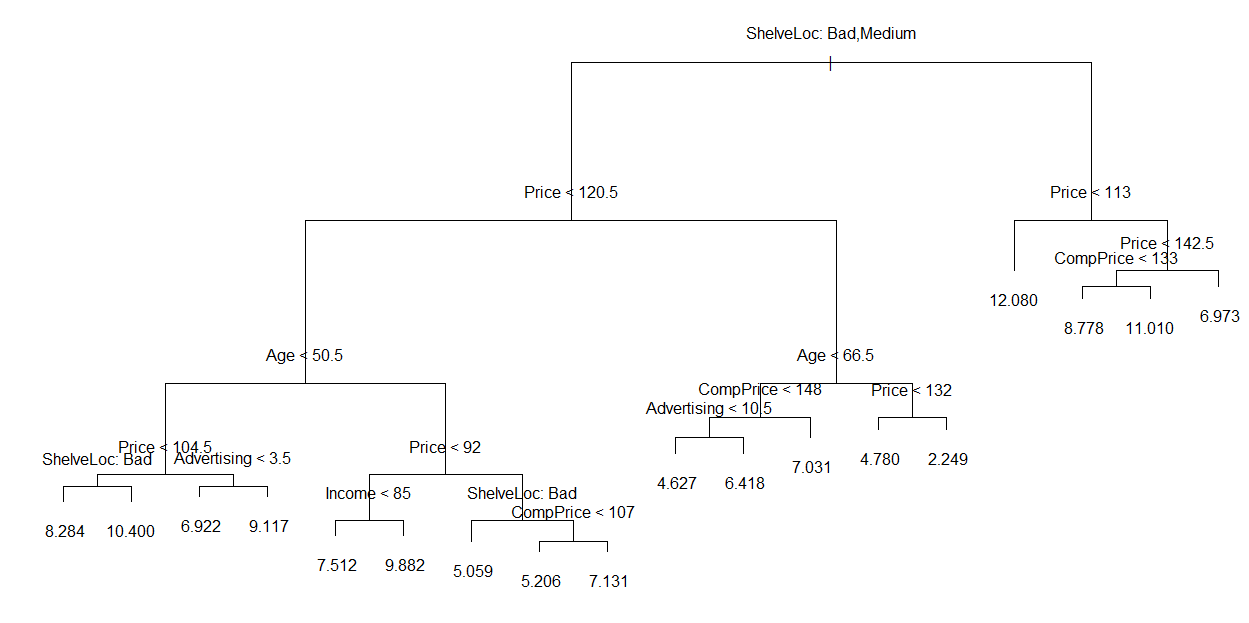 ShelveLoc: Bad,Medium
Price < 120.5
Price < 113
Price < 142.5
CompPrice < 133
12.080
8.778
11.010
6.973
Age < 50.5
Age < 66.5
CompPrice < 148
Price < 132
Advertising < 10.5
4.627
6.418
7.031
4.780
2.249
Price < 104.5
Price < 92
ShelveLoc: Bad
Advertising < 3.5
8.284
10.400
6.922
9.117
Income < 85
ShelveLoc: Bad
CompPrice < 107
7.512
9.882
5.059
5.206
7.131